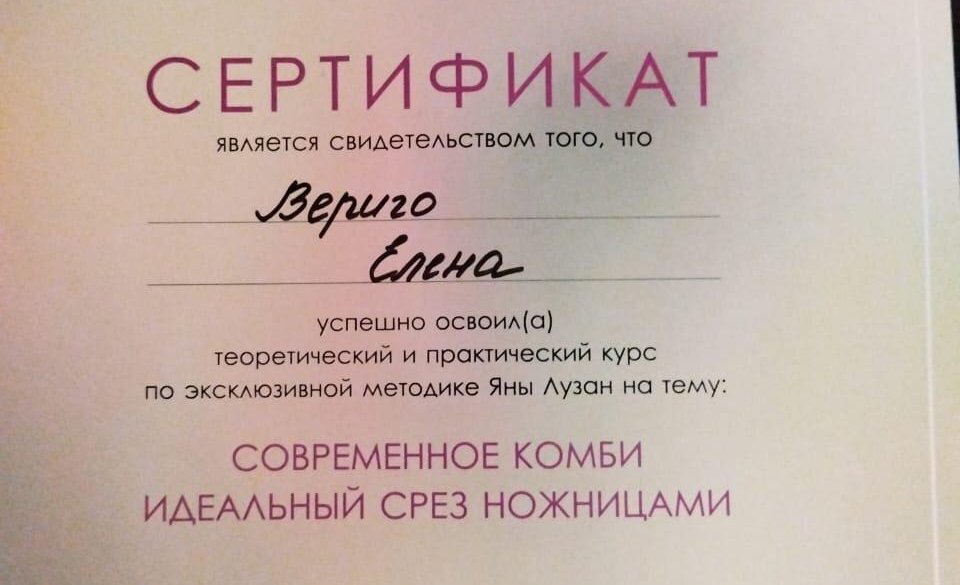 СЕРТИФИКАТ
является свидетельством того, что
Вериго
Елена
успешно освоил(а)
теоретический и практический курс
по эксклюзивной методике Яны Лузан на тему:
СОВРЕМЕННОЕ КОМБИ
ИДЕАЛЬНЫЙ СРЕЗ НОЖНИЦАМИ